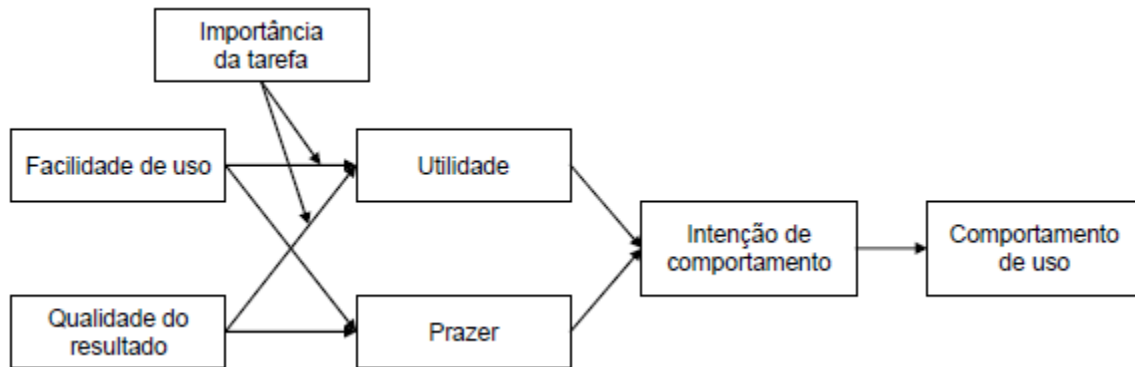 Importância
da tarefa
Facilidade de uso
Utilidade
Intenção de
comportamento
Comportamento
de uso
Qualidade do
resultado
Prazer